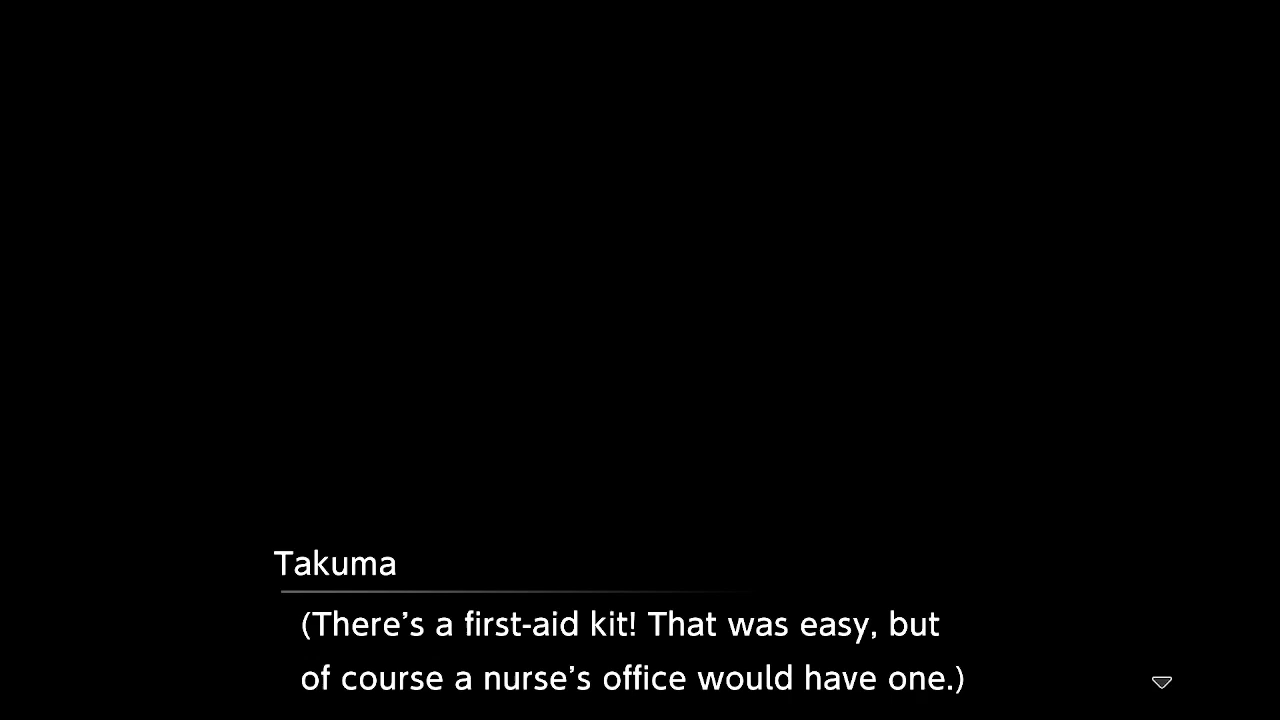 Takuma
(There’s a first-aid kit! That was easy, but
of course a nurse’s office would have one.)